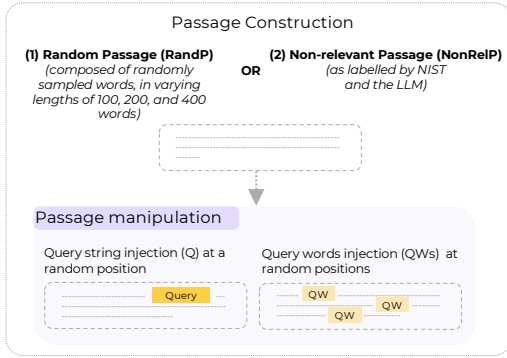 Passage Construction
(1) Random Passage (RandP)
(composed of randomly
sampled words, in varying
lengths of 100, 200, and 400
words)
OR
(2) Non-relevant Passage (NonRelP)
(as labelled by NIST
and the LLM)
Passage manipulation
Query string injection (Q) at a
random position
Query
Query words injection (QWs) at
random positions
QW
QW
QW